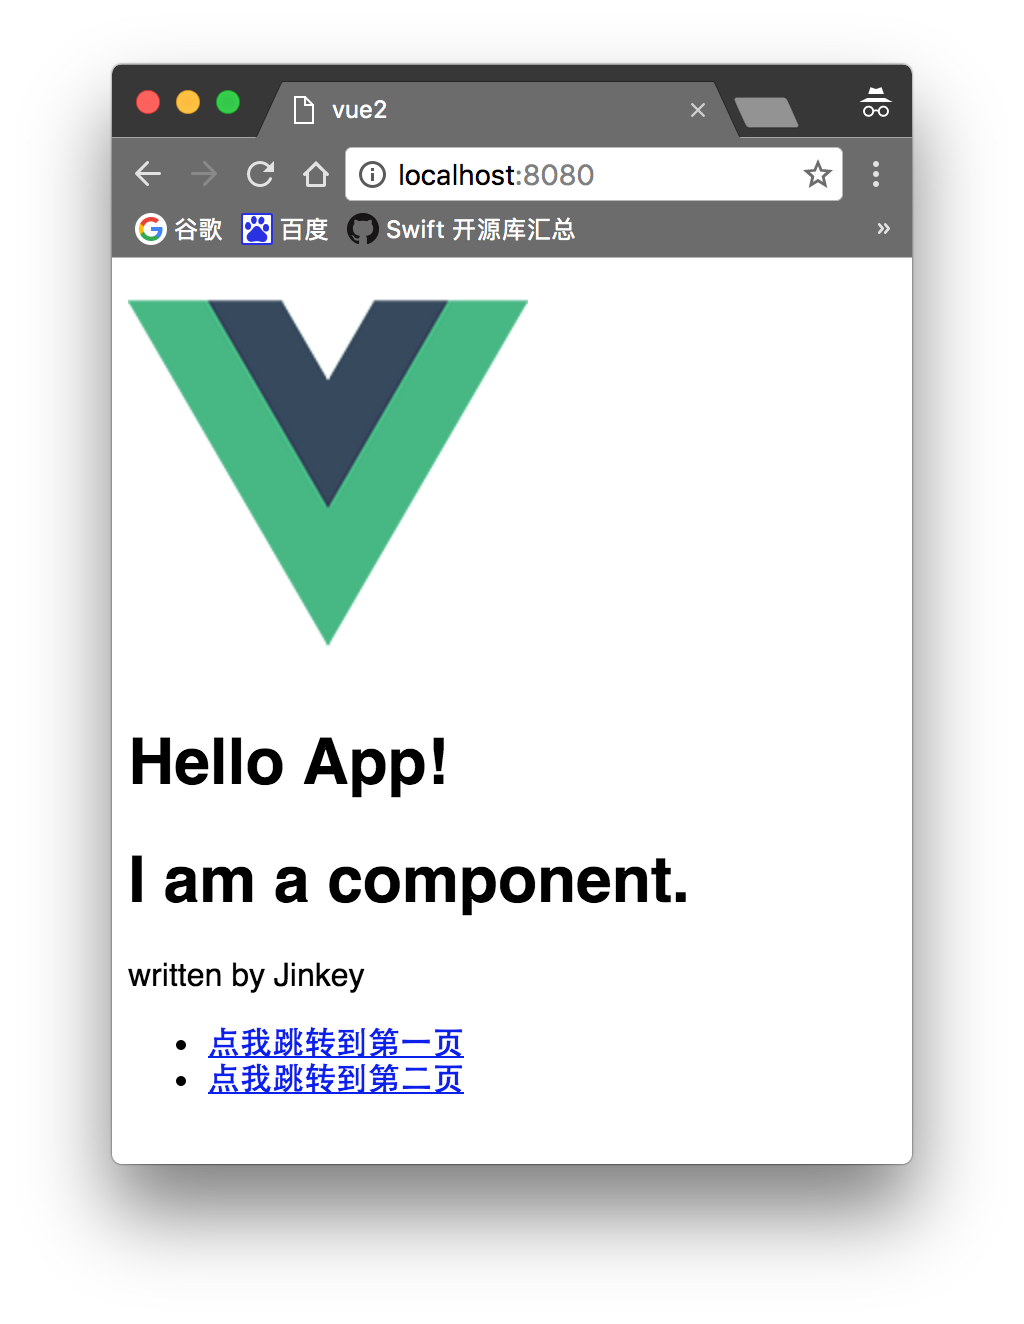 vue2
localhost:8080
谷歌 百度 Swift 开源库汇总
Hello App!
I am a component.
written by Jinkey
点我跳转到第一页
点我跳转到第二页